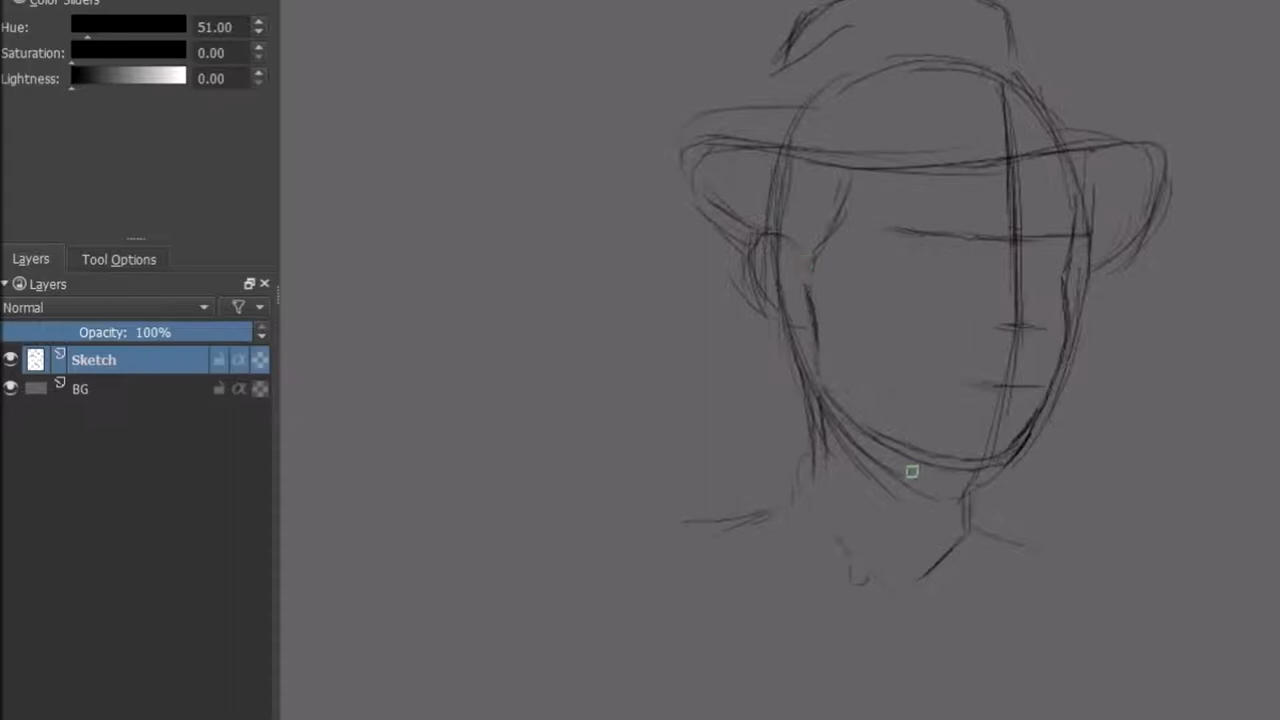 Color Sliders
Hue: 51.00
Saturation: 0.00
Lightness: 0.00
Layers Tool Options
Layers
Normal
Opacity: 100%
Sketch
BG